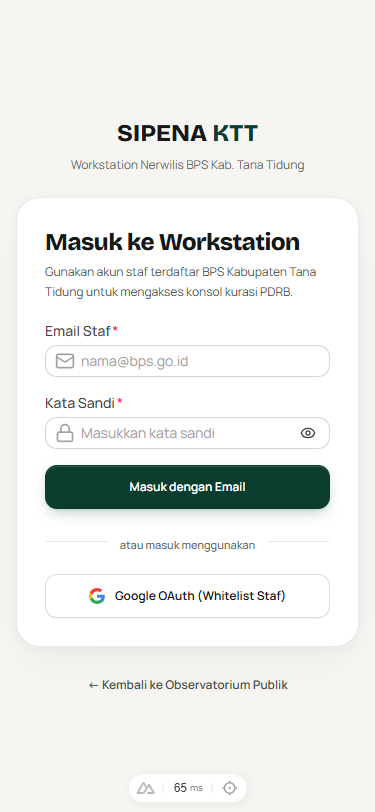 SIPENA KTT
Workstation Nerwilis BPS Kab. Tana Tidung
Masuk ke Workstation
Gunakan akun staf terdaftar BPS Kabupaten Tana
Tidung untuk mengakses konsol kurasi PDRB.
Email Staf *
nama@bps.go.id
Kata Sandi *
Masukkan kata sandi
Masuk dengan Email
atau masuk menggunakan
Google OAuth (Whitelist Staf)
← Kembali ke Observatorium Publik
65 ms